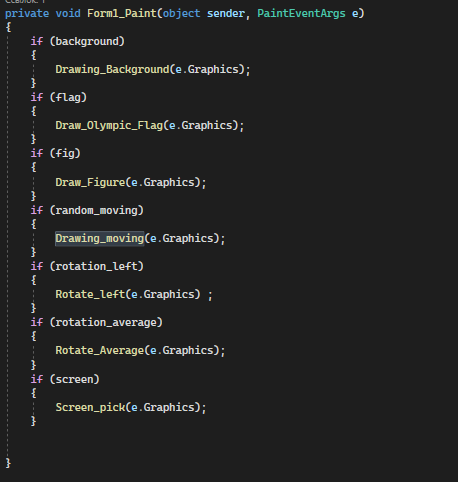 Ссылок: 1
private void Form1_Paint(object sender, PaintEventArgs e)
{
if (background)
{
Drawing_Background(e.Graphics);
}
if (flag)
{
Draw_Olympic_Flag(e.Graphics);
}
if (fig)
{
Draw_Figure(e.Graphics);
}
if (random_moving)
{
Drawing_moving(e.Graphics);
}
if (rotation_left)
{
Rotate_left(e.Graphics) ;
}
if (rotation_average)
{
Rotate_Average(e.Graphics);
}
if (screen)
{
Screen_pick(e.Graphics);
}
}